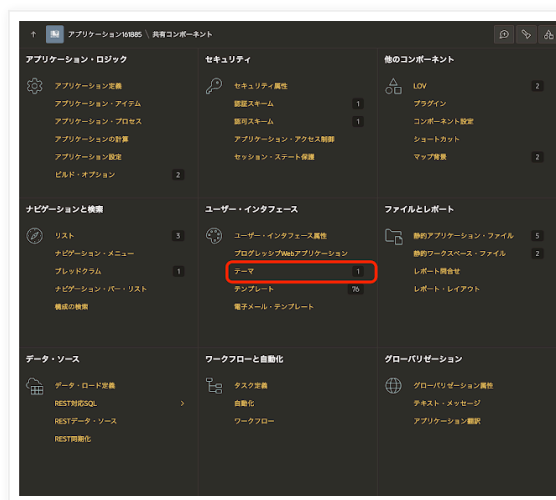 アプリケーション161885 \ 共有コンポーネント
アプリケーション・ロジック
アプリケーション定義
アプリケーション・アイテム
アプリケーション・プロセス
アプリケーションの計算
アプリケーション設定
ビルド・オプション 2
セキュリティ
セキュリティ属性
認証スキーム 1
認可スキーム 1
アプリケーション・アクセス制御
セッション・ステート保護
他のコンポーネント
LOV 2
プラグイン
コンポーネント設定
ショートカット
マップ背景 2
ナビゲーションと検索
リスト 3
ナビゲーション・メニュー
ブレッドクラム 1
ナビゲーション・バー・リスト
構成の検索
ユーザー・インタフェース
ユーザー・インタフェース属性
プログレッシブWebアプリケーション
テーマ 1
テンプレート 76
電子メール・テンプレート
ファイルとレポート
静的アプリケーション・ファイル 5
静的ワークスペース・ファイル 2
レポート問合せ
レポート・レイアウト
データ・ソース
データ・ロード定義
REST対応SQL
RESTデータ・ソース
REST同期化
ワークフローと自動化
タスク定義
自動化
ワークフロー
グローバリゼーション
グローバリゼーション属性
テキスト・メッセージ
アプリケーション翻訳